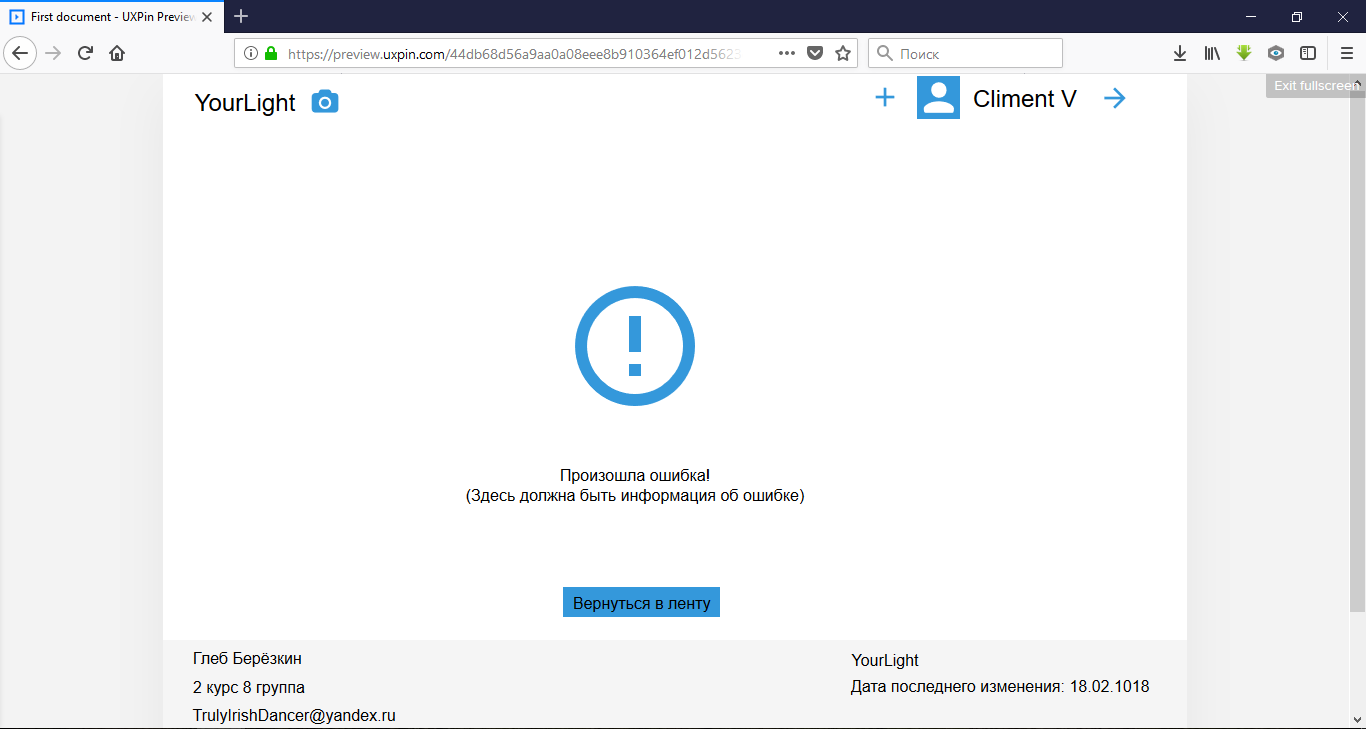 First document - UXPin Preview
https://preview.uxpin.com/44db68d56a9aa0a08eee8b910364ef012d5623
Поиск
Exit fullscreen
YourLight
Climent V
Произошла ошибка!
(Здесь должна быть информация об ошибке)
Вернуться в ленту
Глеб Берёзкин
2 курс 8 группа
TrulyIrishDancer@yandex.ru
YourLight
Дата последнего изменения: 18.02.1018